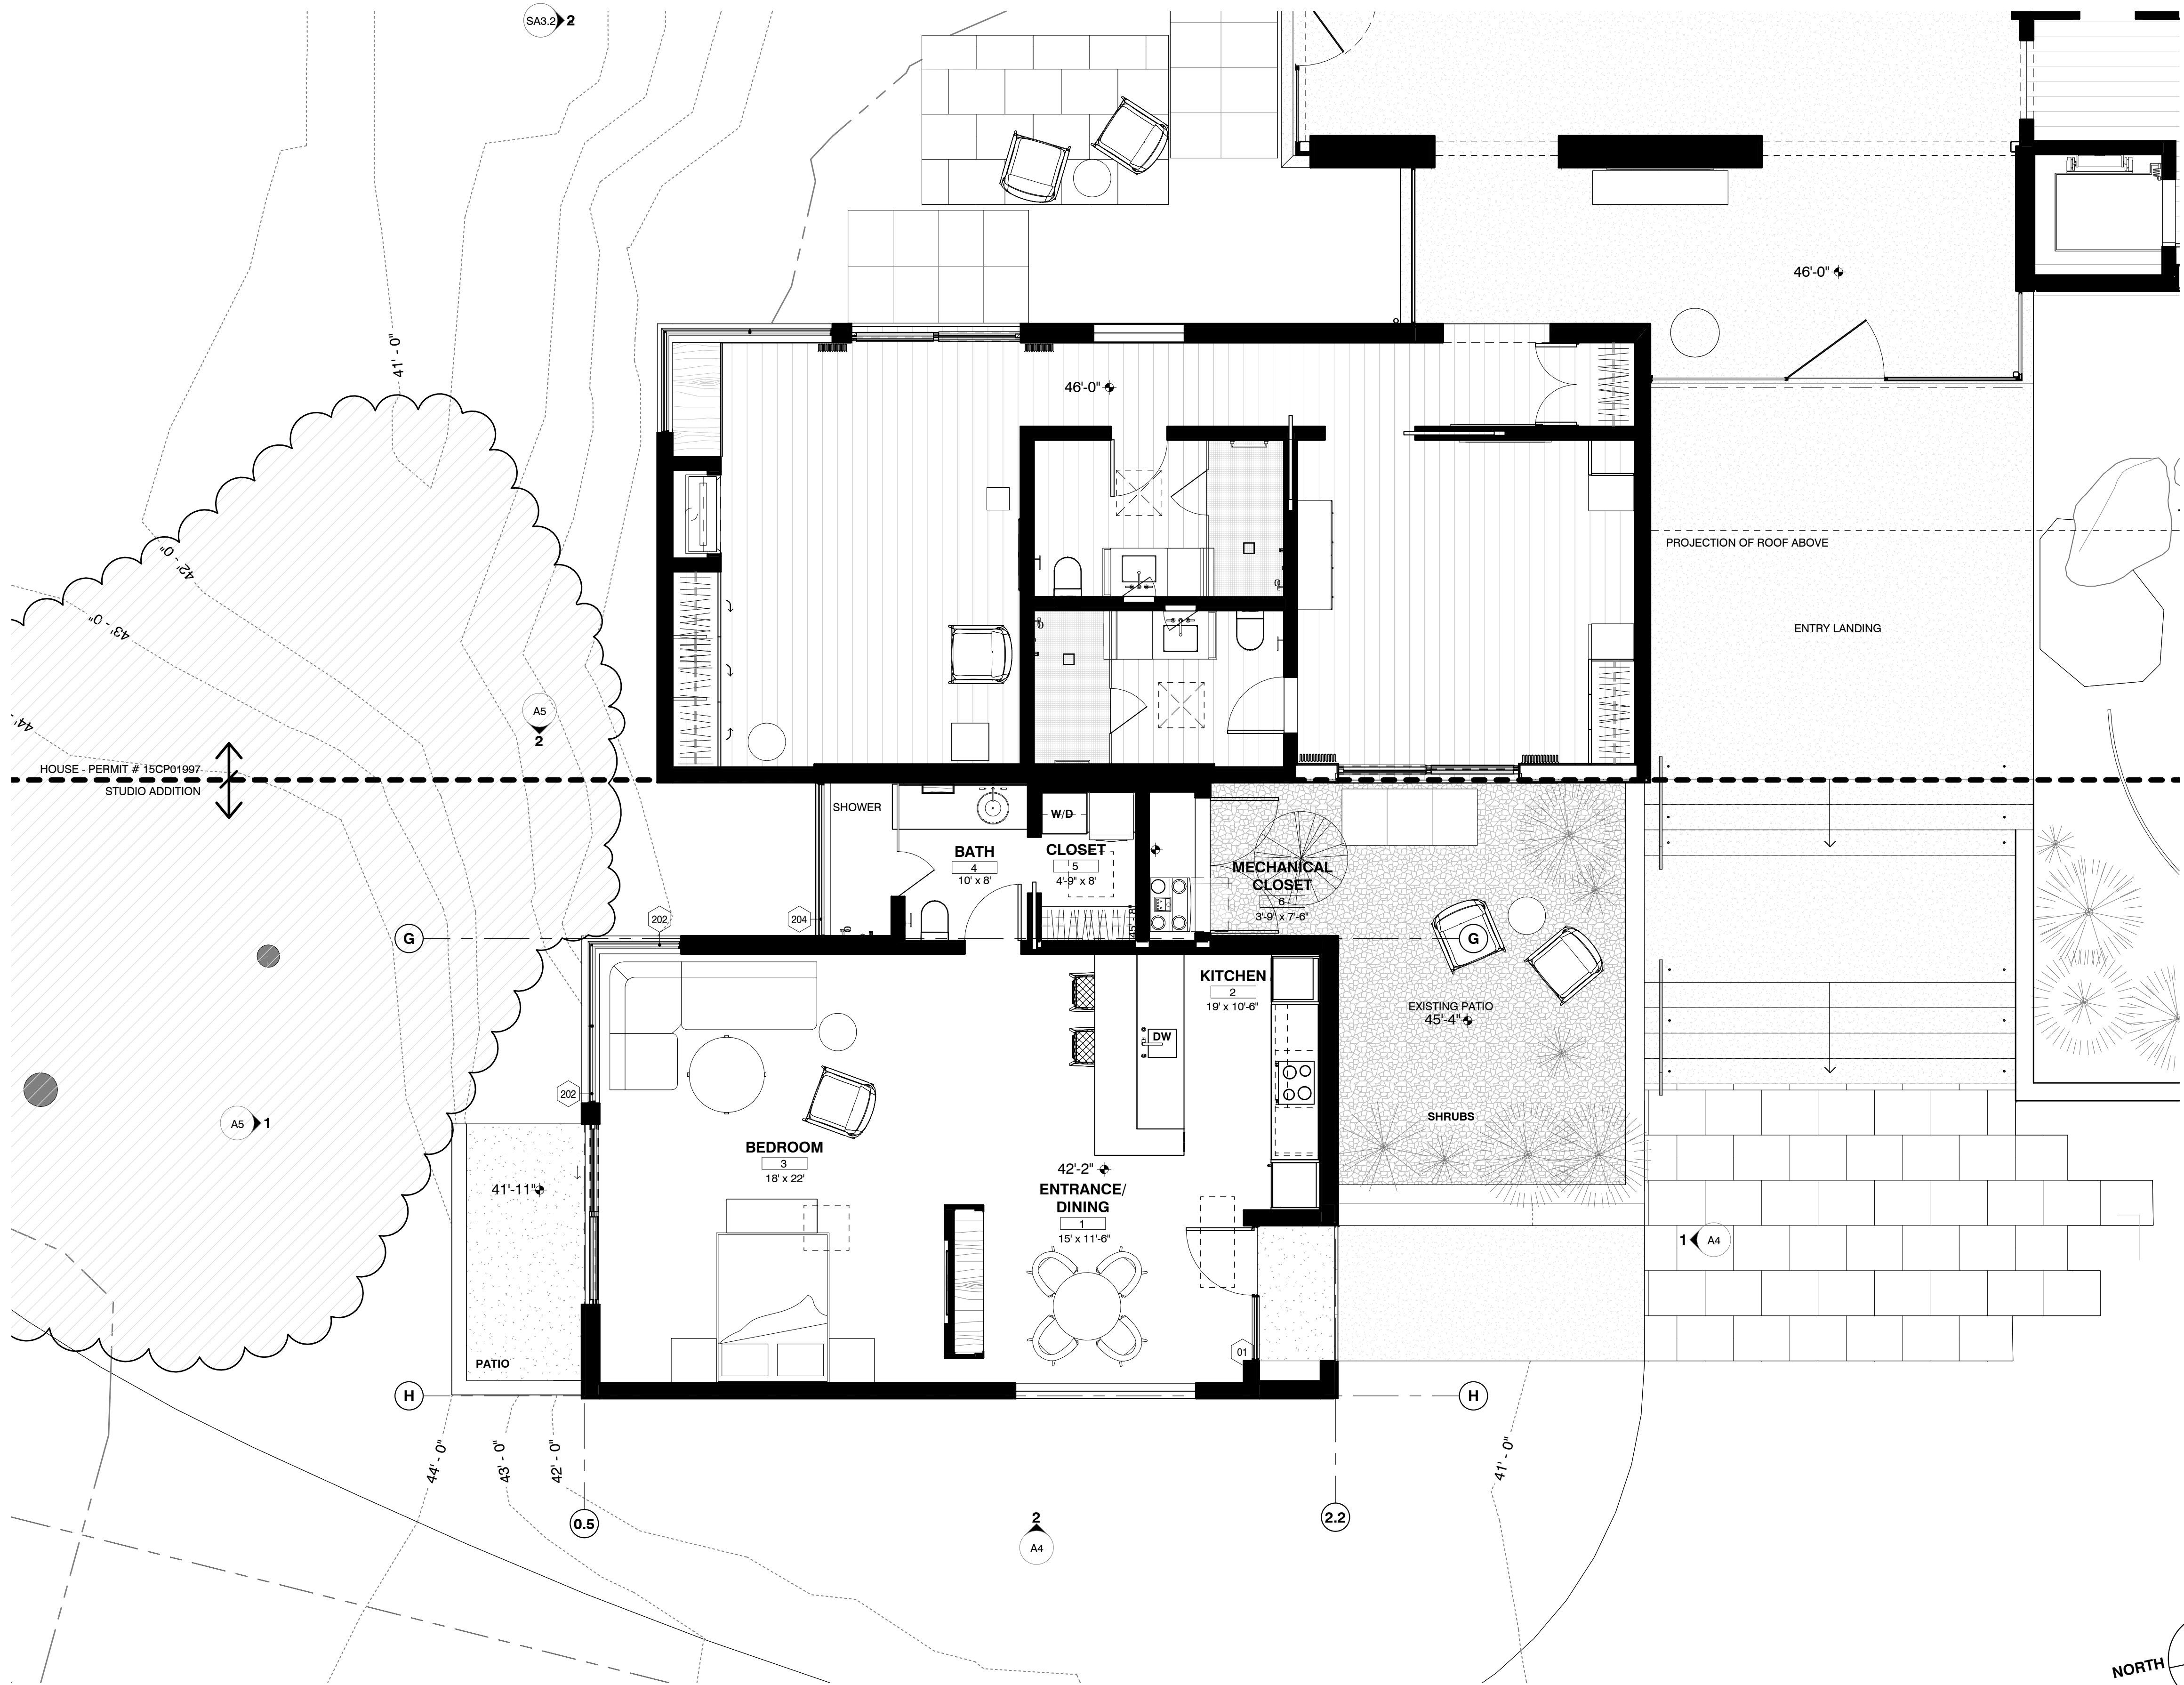 SA3.2 2
46'-0"
41' - 0"
46'-0"
42' - 0"
43' - 0"
44'-
PROJECTION OF ROOF ABOVE
ENTRY LANDING
A5
2
HOUSE - PERMIT # 15CP01997
STUDIO ADDITION
SHOWER
W/D
BATH
4
10' x 8'
CLOSET
5
4'-9" x 8'
MECHANICAL
CLOSET
6
3'-9" x 7'-6"
45'-8"
202
204
G
G
KITCHEN
2
19' x 10'-6"
EXISTING PATIO
45'-4"
DW
202
A5 1
SHRUBS
BEDROOM
3
18' x 22'
42'-2"
ENTRANCE/
DINING
1
15' x 11'-6"
41'-11"
1 A4
01
PATIO
H
H
44' - 0"
43' - 0"
42' - 0"
41' - 0"
0.5
2.2
2
A4
NORTH